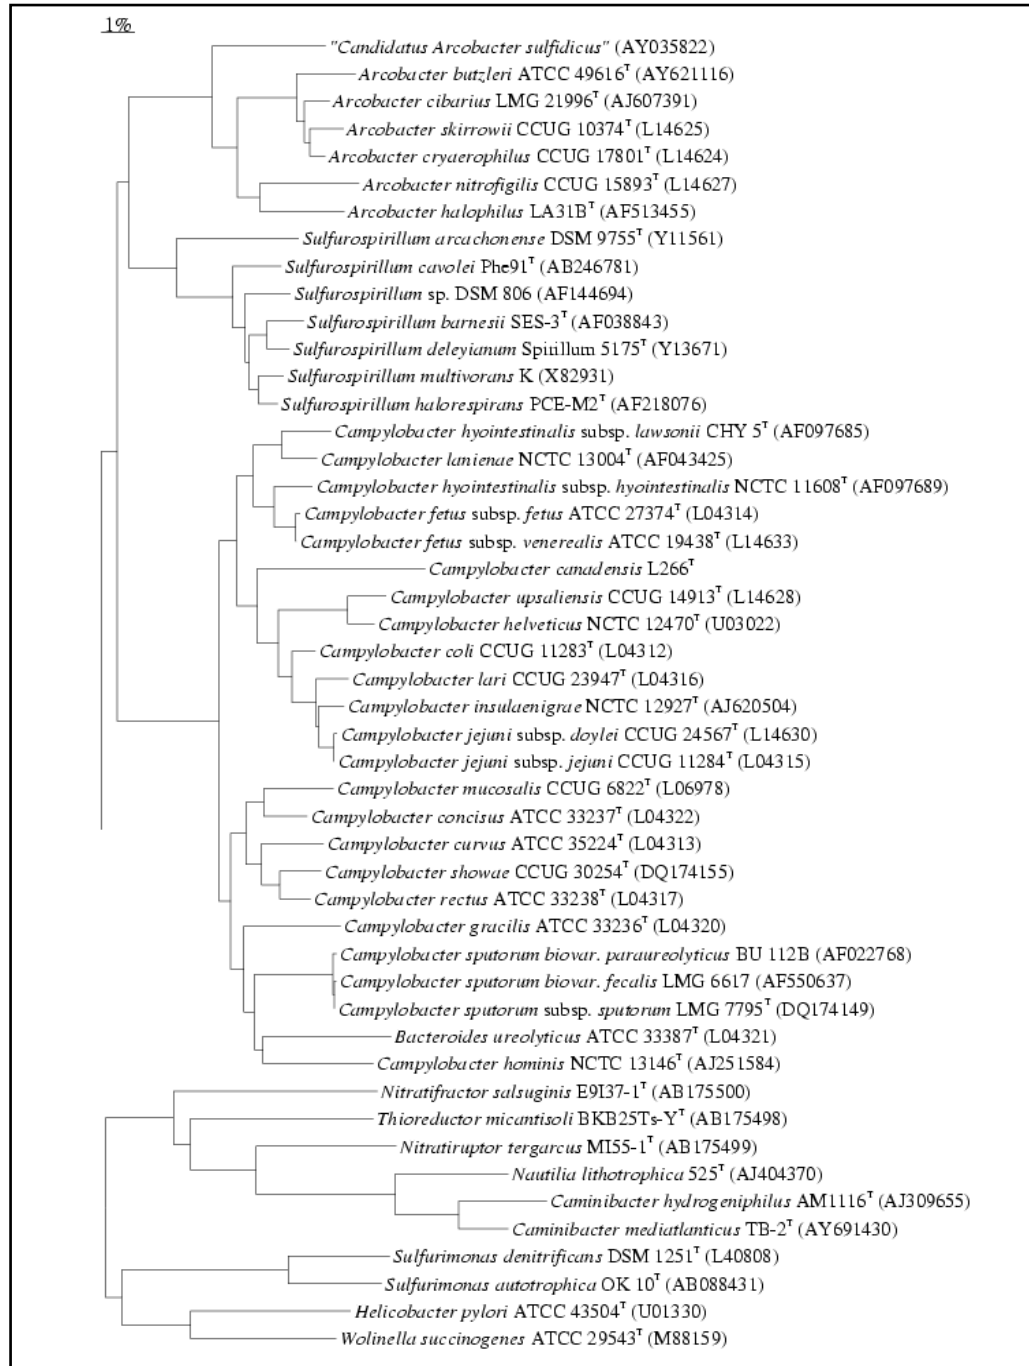 1%
"Candidatus Arcobacter sulfidicus" (AY035822)
Arcobacter butzleri ATCC 49616ᵀ (AY621116)
Arcobacter cibarius LMG 21996ᵀ (AJ607391)
Arcobacter skirrowii CCUG 10374ᵀ (L14625)
Arcobacter cryaerophilus CCUG 17801ᵀ (L14624)
Arcobacter nitrofigilis CCUG 15893ᵀ (L14627)
Arcobacter halophilus LA31Bᵀ (AF513455)
Sulfurospirillum arcachonense DSM 9755ᵀ (Y11561)
Sulfurospirillum cavolei Phe91ᵀ (AB246781)
Sulfurospirillum sp. DSM 806 (AF144694)
Sulfurospirillum barnesii SES-3ᵀ (AF038843)
Sulfurospirillum deleyianum Spirillum 5175ᵀ (Y13671)
Sulfurospirillum multivorans K (X82931)
Sulfurospirillum halorespirans PCE-M2ᵀ (AF218076)
Campylobacter hyointestinalis subsp. lawsonii CHY 5ᵀ (AF097685)
Campylobacter lanienae NCTC 13004ᵀ (AF043425)
Campylobacter hyointestinalis subsp. hyointestinalis NCTC 11608ᵀ (AF097689)
Campylobacter fetus subsp. fetus ATCC 27374ᵀ (L04314)
Campylobacter fetus subsp. venerealis ATCC 19438ᵀ (L14633)
Campylobacter canadensis L266ᵀ
Campylobacter upsaliensis CCUG 14913ᵀ (L14628)
Campylobacter helveticus NCTC 12470ᵀ (U03022)
Campylobacter coli CCUG 11283ᵀ (L04312)
Campylobacter lari CCUG 23947ᵀ (L04316)
Campylobacter insulaenigrae NCTC 12927ᵀ (AJ620504)
Campylobacter jejuni subsp. doylei CCUG 24567ᵀ (L14630)
Campylobacter jejuni subsp. jejuni CCUG 11284ᵀ (L04315)
Campylobacter mucosalis CCUG 6822ᵀ (L06978)
Campylobacter concisus ATCC 33237ᵀ (L04322)
Campylobacter curvus ATCC 35224ᵀ (L04313)
Campylobacter showae CCUG 30254ᵀ (DQ174155)
Campylobacter rectus ATCC 33238ᵀ (L04317)
Campylobacter gracilis ATCC 33236ᵀ (L04320)
Campylobacter sputorum biovar. paraureolyticus BU 112B (AF022768)
Campylobacter sputorum biovar. fecalis LMG 6617 (AF550637)
Campylobacter sputorum subsp. sputorum LMG 7795ᵀ (DQ174149)
Bacteroides ureolyticus ATCC 33387ᵀ (L04321)
Campylobacter hominis NCTC 13146ᵀ (AJ251584)
Nitratifractor salsuginis E9I37-1ᵀ (AB175500)
Thioreductor micantisoli BKB25Ts-Yᵀ (AB175498)
Nitratiruptor tergarcus MI55-1ᵀ (AB175499)
Nautilia lithotrophica 525ᵀ (AJ404370)
Caminibacter hydrogeniphilus AM1116ᵀ (AJ309655)
Caminibacter mediatlanticus TB-2ᵀ (AY691430)
Sulfurimonas denitrificans DSM 1251ᵀ (L40808)
Sulfurimonas autotrophica OK 10ᵀ (AB088431)
Helicobacter pylori ATCC 43504ᵀ (U01330)
Wolinella succinogenes ATCC 29543ᵀ (M88159)